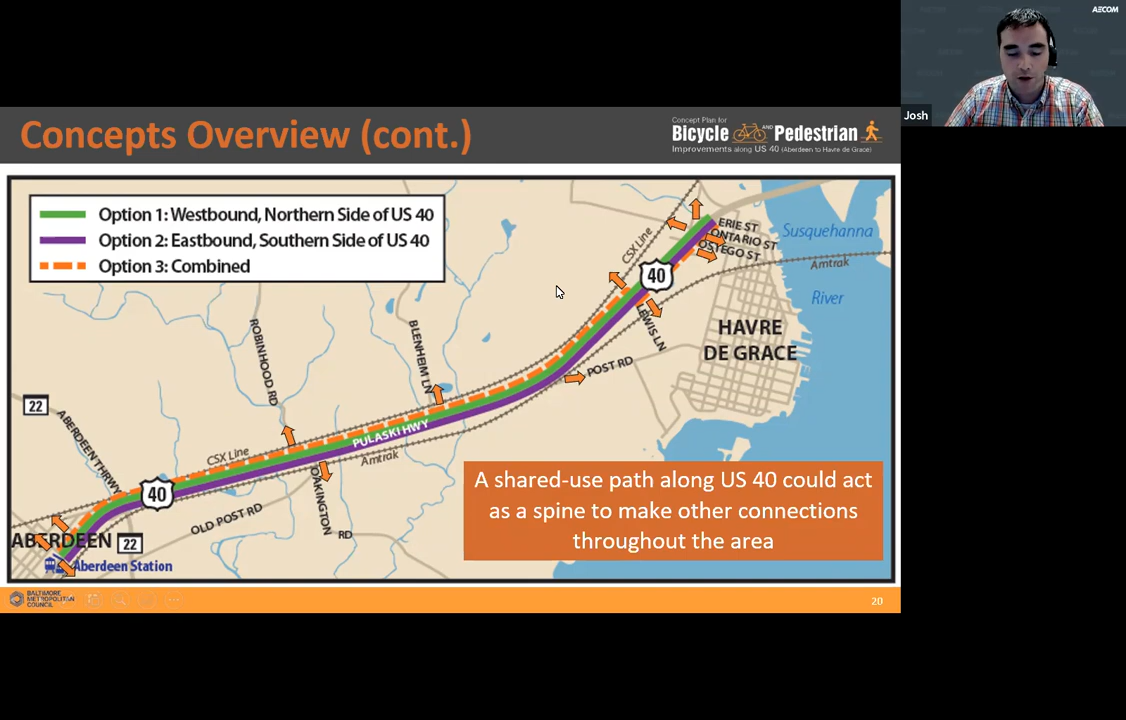 AECOM
Josh
Concepts Overview (cont.)
Concept Plan for
Bicycle AND Pedestrian
Improvements along US 40 (Aberdeen to Havre de Grace)
Option 1: Westbound, Northern Side of US 40
Option 2: Eastbound, Southern Side of US 40
Option 3: Combined
ERIE ST
ONTARIO ST
OSTEGO ST
Susquehanna
River
Amtrak
CSX Line
40
LEWIS LN
HAVRE
DE GRACE
POST RD
BLENHEIM LN
ROBINHOOD RD
22
ABERDEEN THRWY
CSX Line
PULASKI HWY
Amtrak
40
OLD POST RD
OAKINGTON
RD
ABERDEEN
22
Aberdeen Station
A shared-use path along US 40 could act
as a spine to make other connections
throughout the area
BALTIMORE
METROPOLITAN
COUNCIL
20